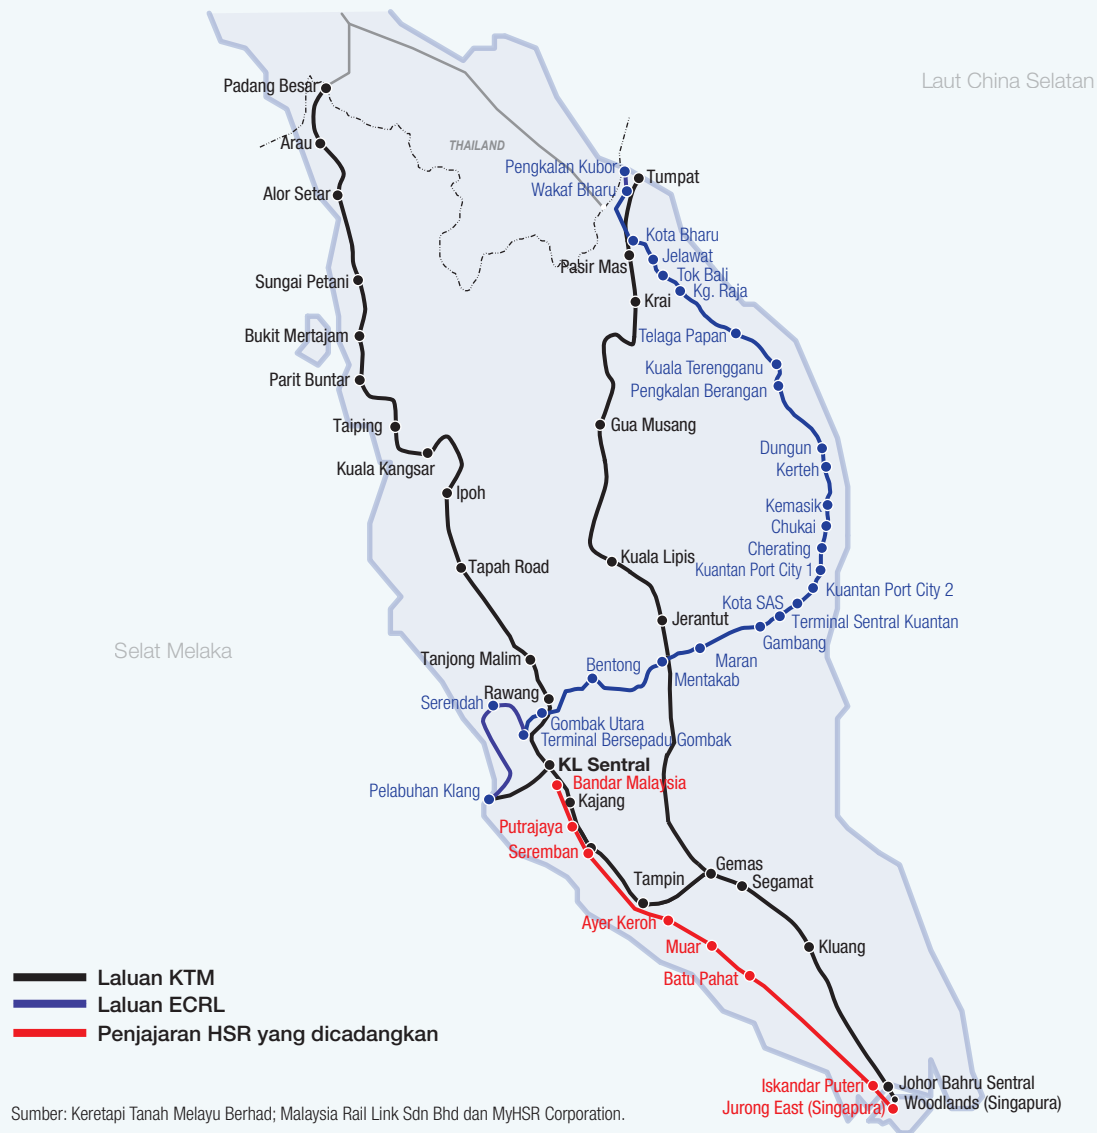 Laut China Selatan
Padang Besar
THAILAND
Arau
Pengkalan Kubor
Tumpat
Wakaf Bharu
Alor Setar
Kota Bharu
Jelawat
Pasir Mas
Tok Bali
Sungai Petani
Kg. Raja
Krai
Bukit Mertajam
Telaga Papan
Kuala Terengganu
Parit Buntar
Pengkalan Berangan
Taiping
Gua Musang
Dungun
Kuala Kangsar
Kerteh
Ipoh
Kemasik
Chukai
Cherating
Kuala Lipis
Tapah Road
Kuantan Port City 1
Kuantan Port City 2
Kota SAS
Jerantut
Terminal Sentral Kuantan
Gambang
Selat Melaka
Tanjong Malim
Bentong
Maran
Mentakab
Rawang
Serendah
Gombak Utara
Terminal Bersepadu Gombak
KL Sentral
Bandar Malaysia
Pelabuhan Klang
Kajang
Putrajaya
Seremban
Gemas
Tampin
Segamat
Ayer Keroh
Muar
Kluang
Batu Pahat
Laluan KTM
Laluan ECRL
Penjajaran HSR yang dicadangkan
Iskandar Puteri
Johor Bahru Sentral
Woodlands (Singapura)
Jurong East (Singapura)
Sumber: Keretapi Tanah Melayu Berhad; Malaysia Rail Link Sdn Bhd dan MyHSR Corporation.